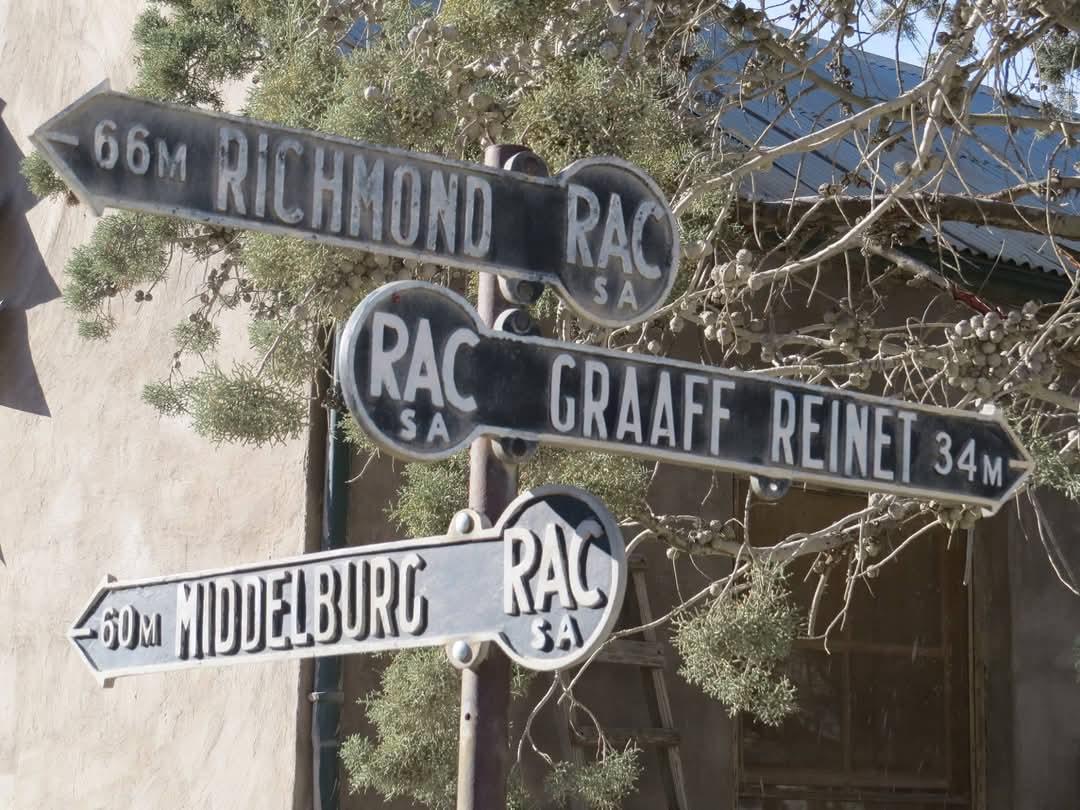 66M RICHMOND RAC
SA
RAC GRAAFF REINET 34M
SA
60M MIDDELBURG RAC
SA